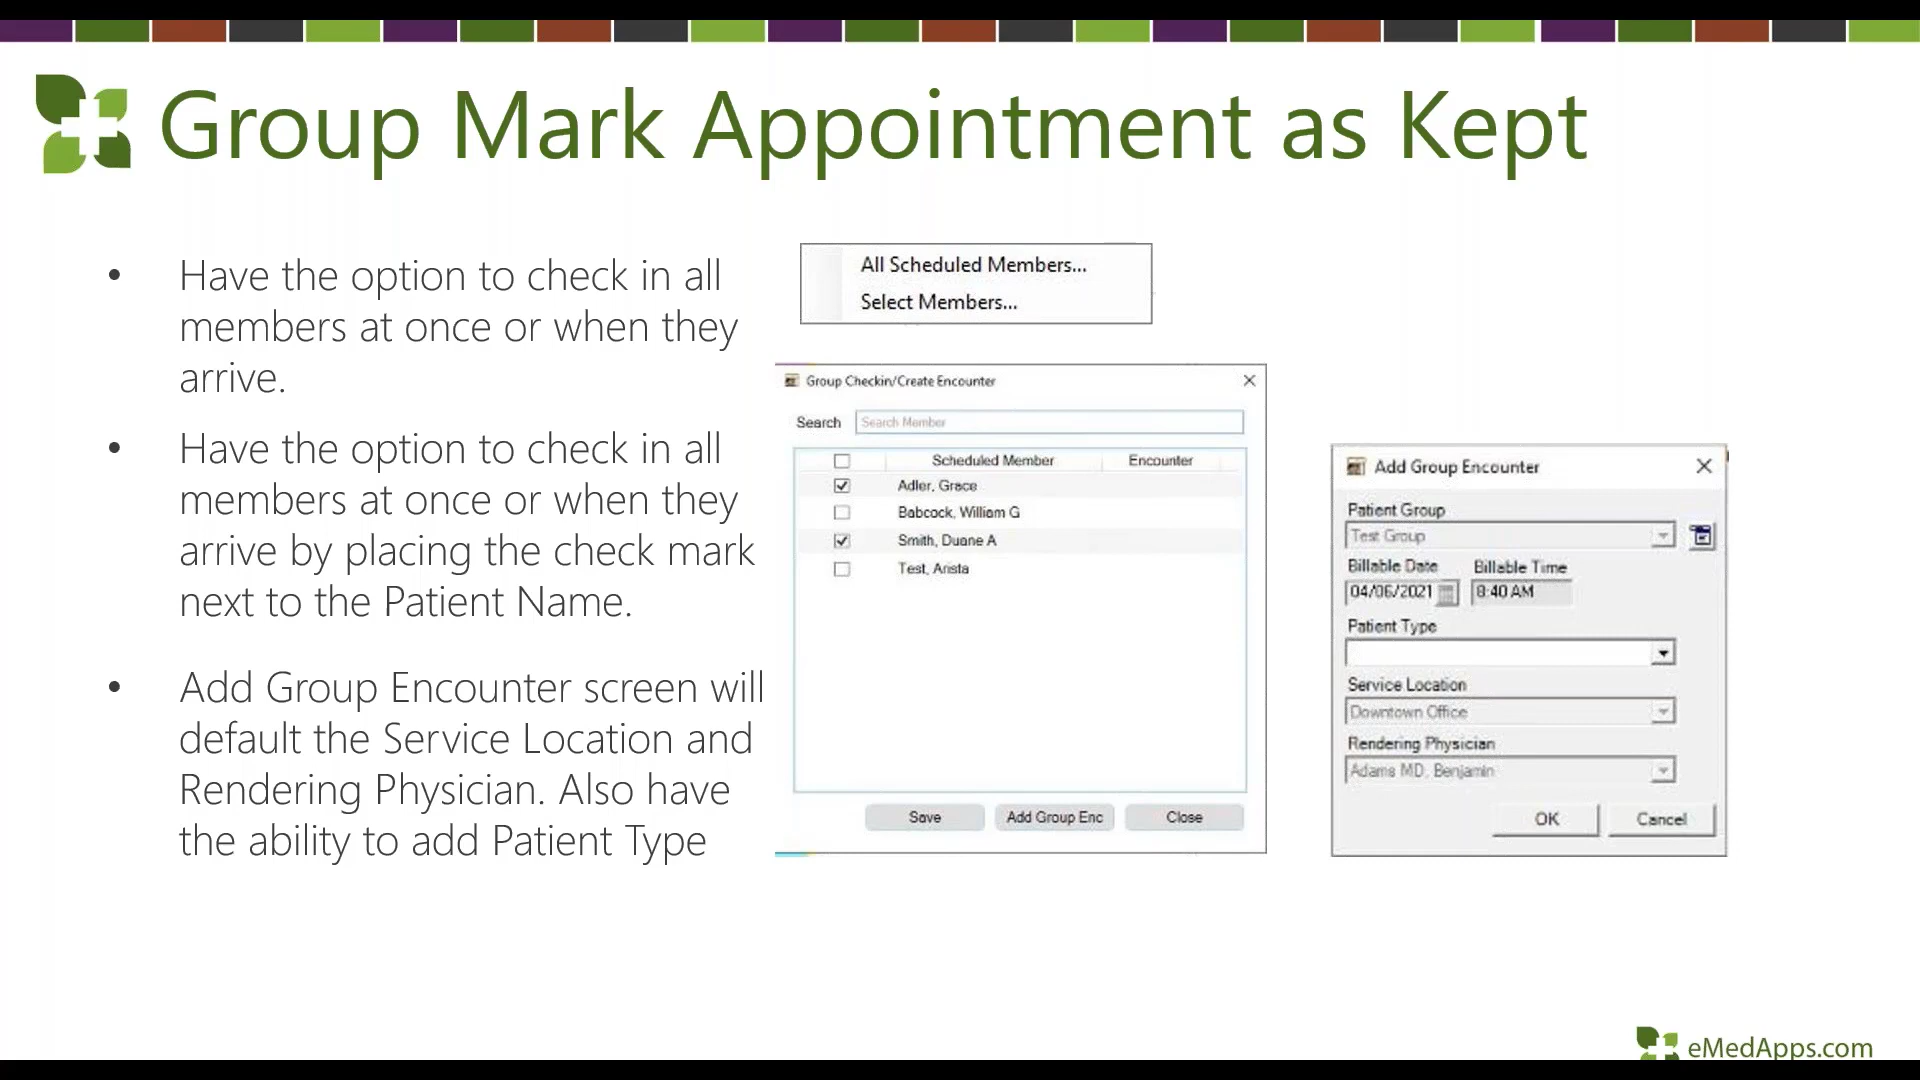 Group Mark Appointment as Kept
• Have the option to check in all
members at once or when they
arrive.
• Have the option to check in all
members at once or when they
arrive by placing the check mark
next to the Patient Name.
• Add Group Encounter screen will
default the Service Location and
Rendering Physician. Also have
the ability to add Patient Type
All Scheduled Members...
Select Members...
Group Checkin/Create Encounter
Search Search Member
Scheduled Member Encounter
Adler, Grace
Babcock, William G
Smith, Duane A
Test, Arista
Save Add Group Enc Close
Add Group Encounter
Patient Group
Test Group
Billable Date Billable Time
04/06/2021 8:40 AM
Patient Type
Service Location
Downtown Office
Rendering Physician
Adams MD, Benjamin
OK Cancel
eMedApps.com